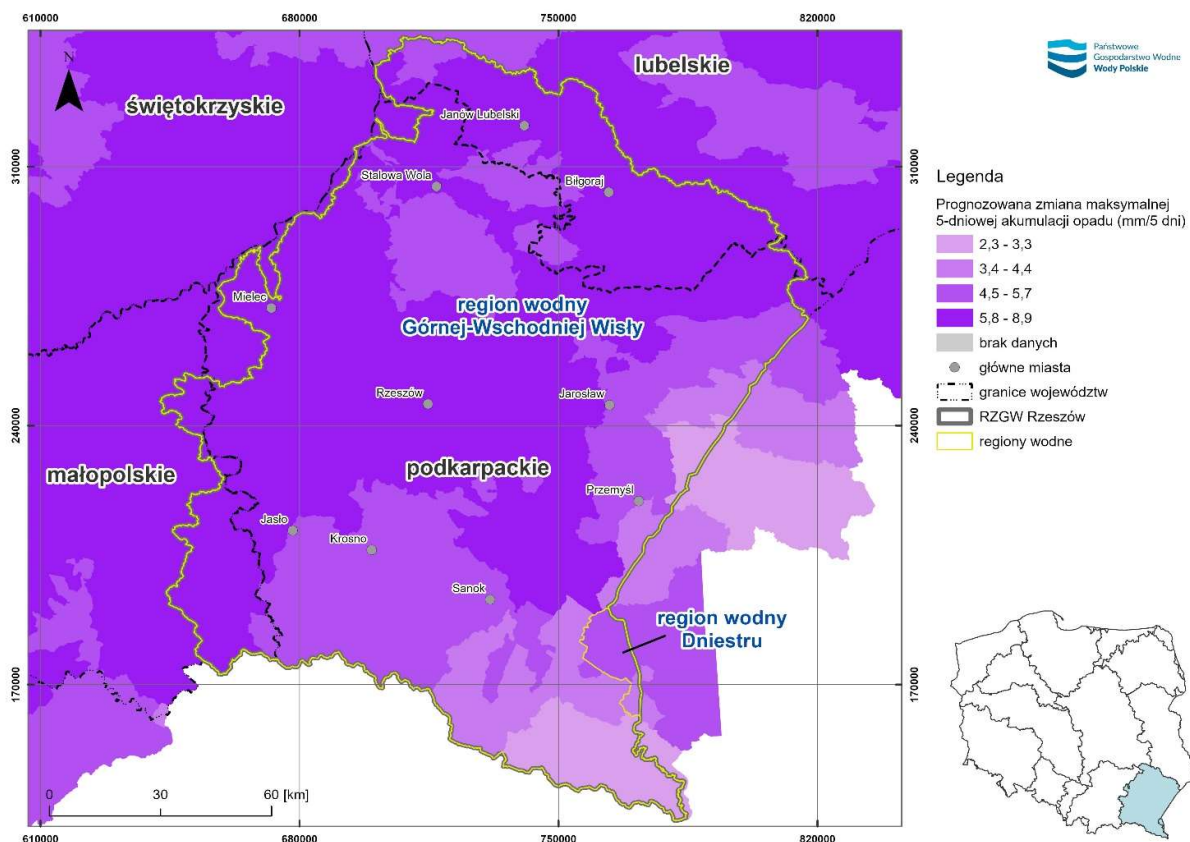 610000
680000
750000
820000
Państwowe
Gospodarstwo Wodne
Wody Polskie
N
świętokrzyskie
lubelskie
Janów Lubelski
310000
310000
Stalowa Wola
Biłgoraj
Legenda
Prognozowana zmiana maksymalnej
5-dniowej akumulacji opadu (mm/5 dni)
2,3 - 3,3
3,4 - 4,4
4,5 - 5,7
5,8 - 8,9
brak danych
główne miasta
granice województw
RZGW Rzeszów
regiony wodne
Mielec
region wodny
Górnej-Wschodniej Wisły
Rzeszów
Jarosław
240000
240000
małopolskie
podkarpackie
Przemyśl
Jasło
Krosno
Sanok
region wodny
Dniestru
170000
170000
0 30 60 [km]
610000
680000
750000
820000